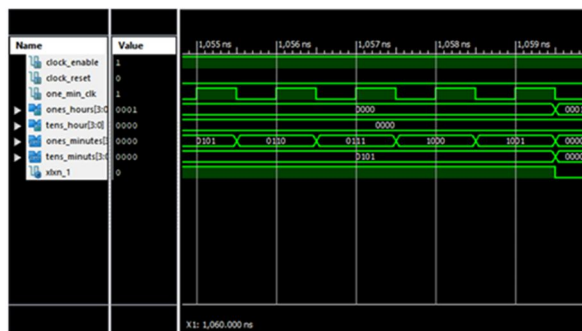 1,055 ns 1,056 ns 1,057 ns 1,058 ns 1,059 ns
Name Value
clock_enable 1
clock_reset 0
one_min_clk 1
ones_hours[3:0 0001 0000 0001
tens_hour[3:0] 0000 0000
ones_minutes[3 0000 0101 0110 0111 1000 1001 0000
tens_minuts[3:0 0000 0101 0000
xlxn_1 0
X1: 1,060.000 ns